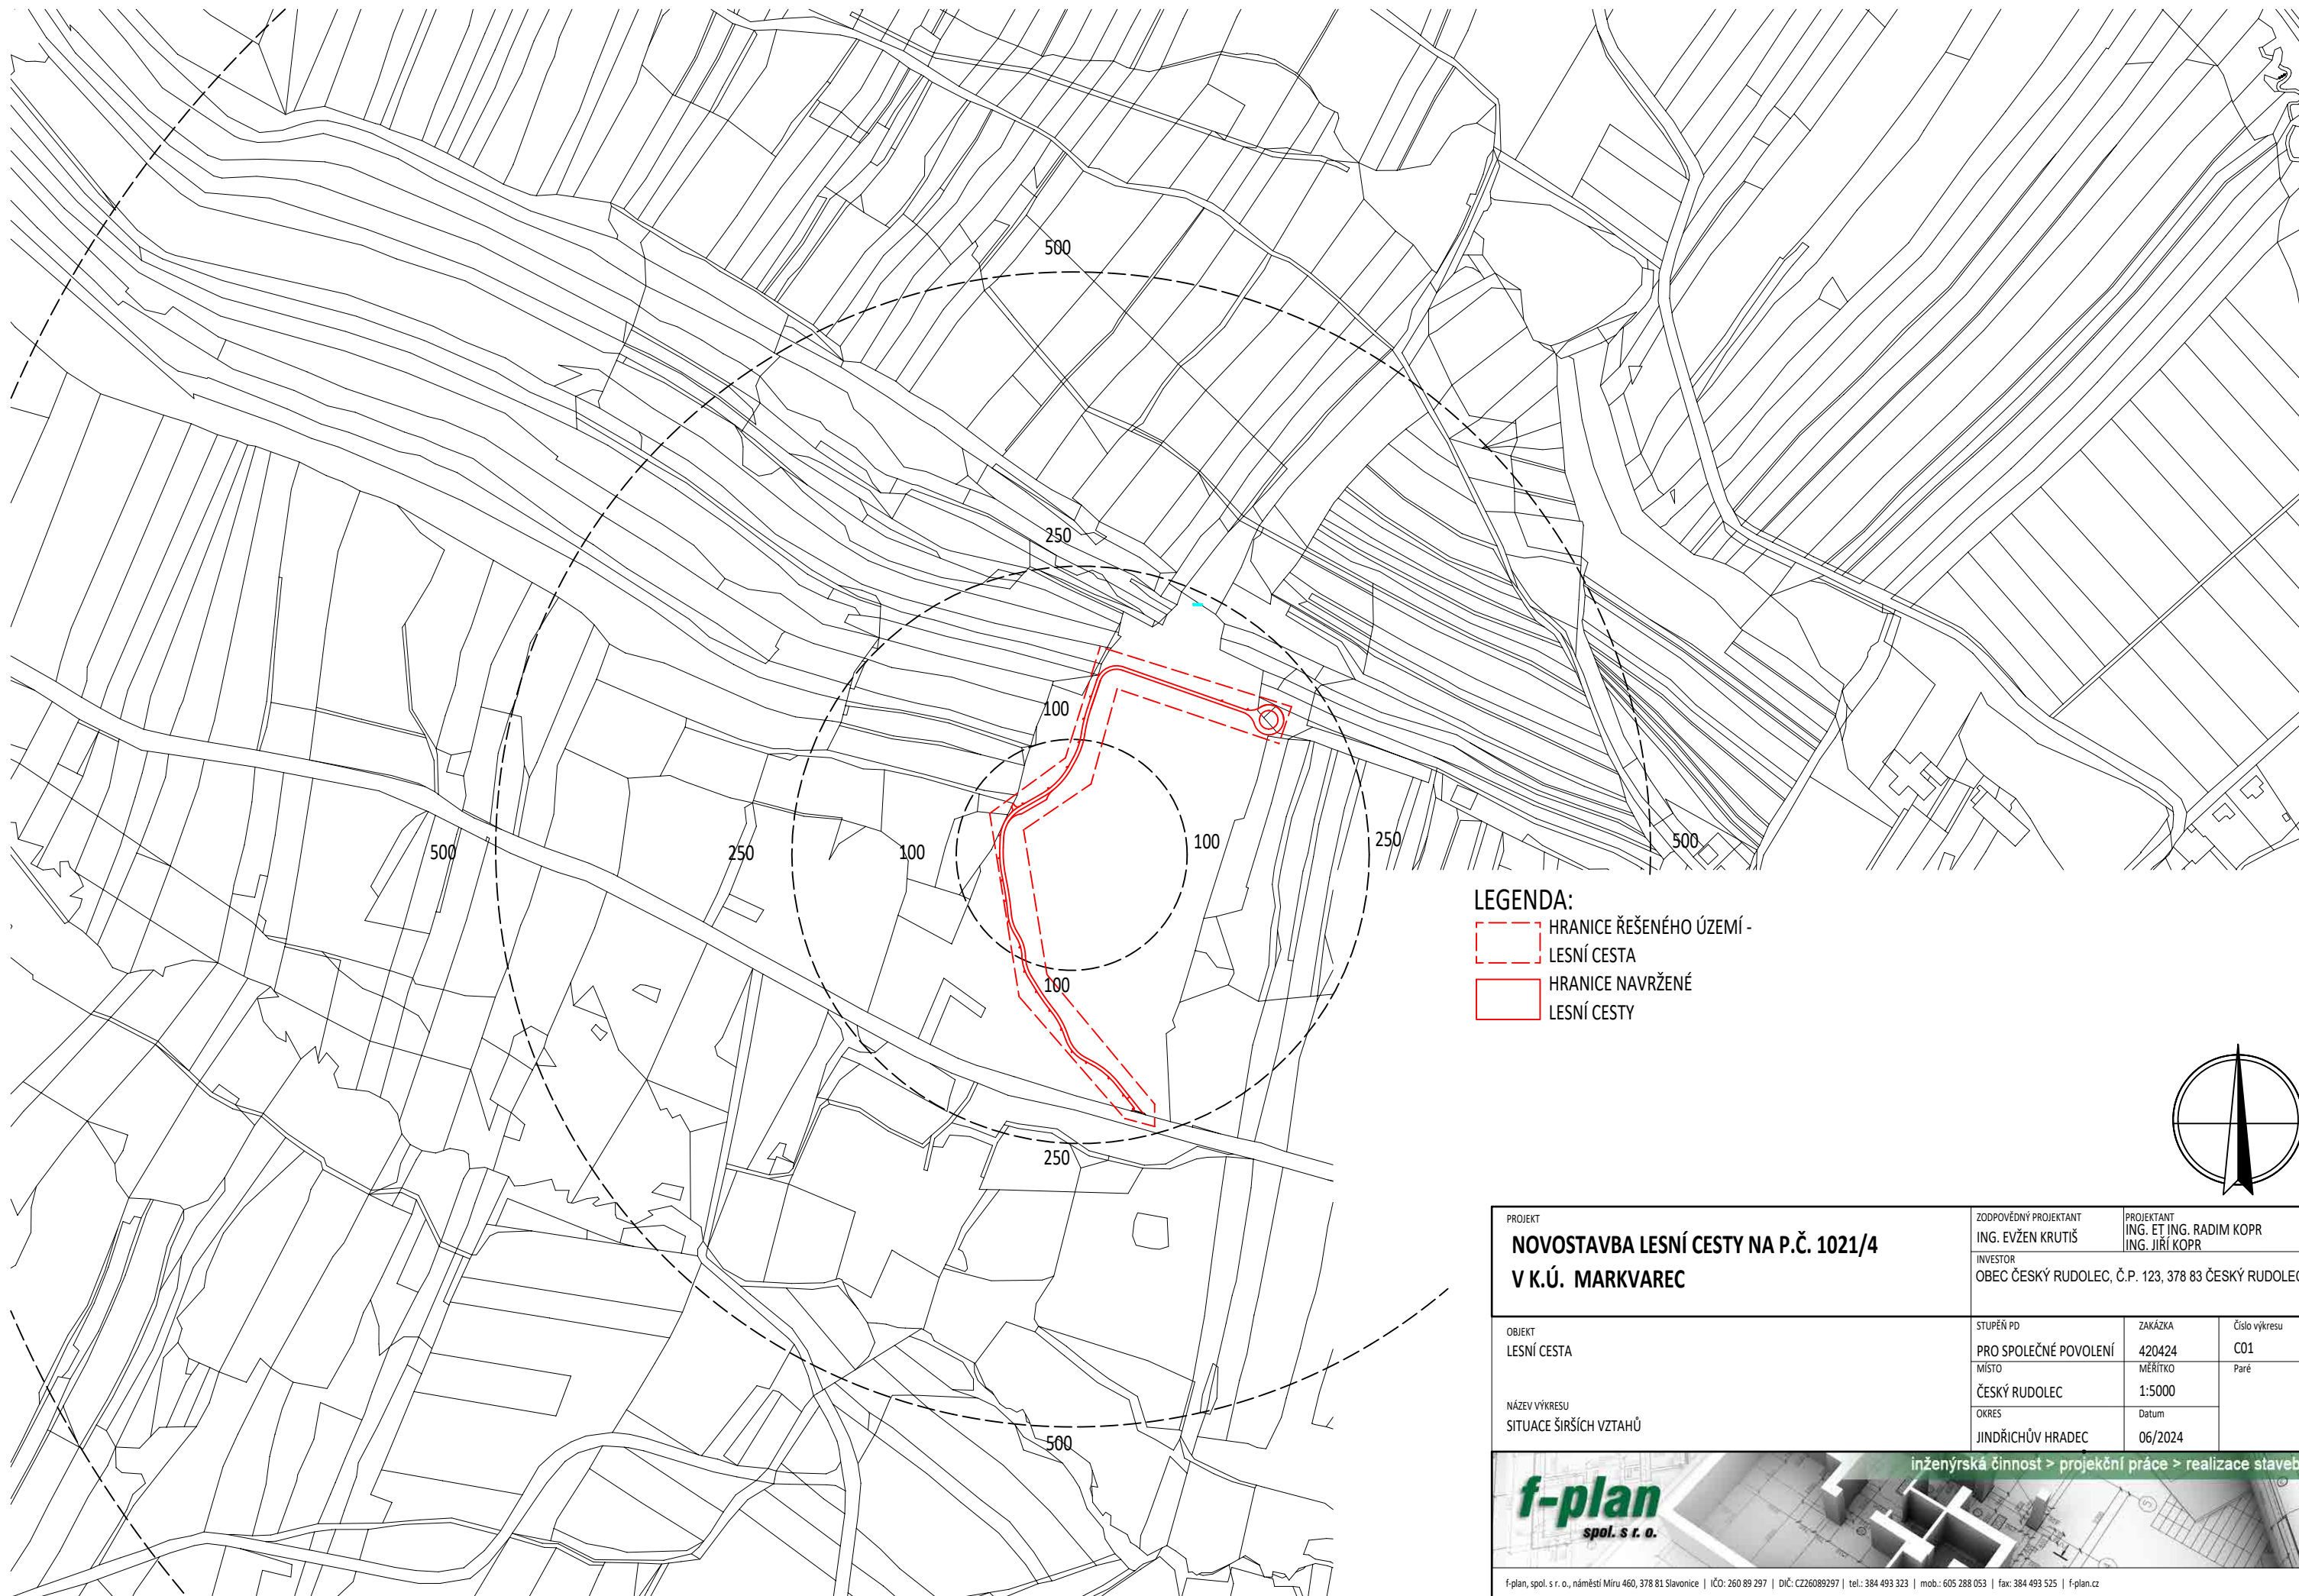 500
250
100
500
250
100
100
250
500
100
250
500
LEGENDA:
HRANICE ŘEŠENÉHO ÚZEMÍ -
LESNÍ CESTA
HRANICE NAVRŽENÉ
LESNÍ CESTY
PROJEKT
NOVOSTAVBA LESNÍ CESTY NA P.Č. 1021/4
V K.Ú. MARKVAREC
ZODPOVĚDNÝ PROJEKTANT
ING. EVŽEN KRUTIŠ
PROJEKTANT
ING. ET ING. RADIM KOPR
ING. JIŘÍ KOPR
INVESTOR
OBEC ČESKÝ RUDOLEC, Č.P. 123, 378 83 ČESKÝ RUDOLEC
OBJEKT
LESNÍ CESTA
NÁZEV VÝKRESU
SITUACE ŠIRŠÍCH VZTAHŮ
STUPĚŇ PD
PRO SPOLEČNÉ POVOLENÍ
ZAKÁZKA
420424
Číslo výkresu
C01
MÍSTO
ČESKÝ RUDOLEC
MĚŘÍTKO
1:5000
Paré
OKRES
JINDŘICHŮV HRADEC
Datum
06/2024
inženýrská činnost > projekční práce > realizace staveb
f-plan
spol. s r. o.
f-plan, spol. s r. o., náměstí Míru 460, 378 81 Slavonice | IČO: 260 89 297 | DIČ: CZ26089297 | tel.: 384 493 323 | mob.: 605 288 053 | fax: 384 493 525 | f-plan.cz